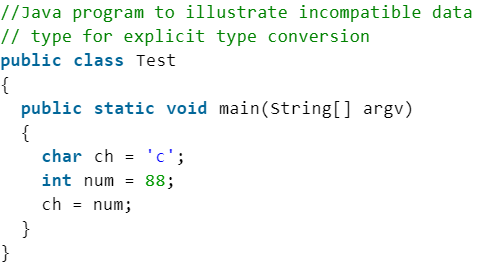 //Java program to illustrate incompatible data
// type for explicit type conversion
public class Test
{
  public static void main(String[] argv)
  {
    char ch = 'c';
    int num = 88;
    ch = num;
  }
}